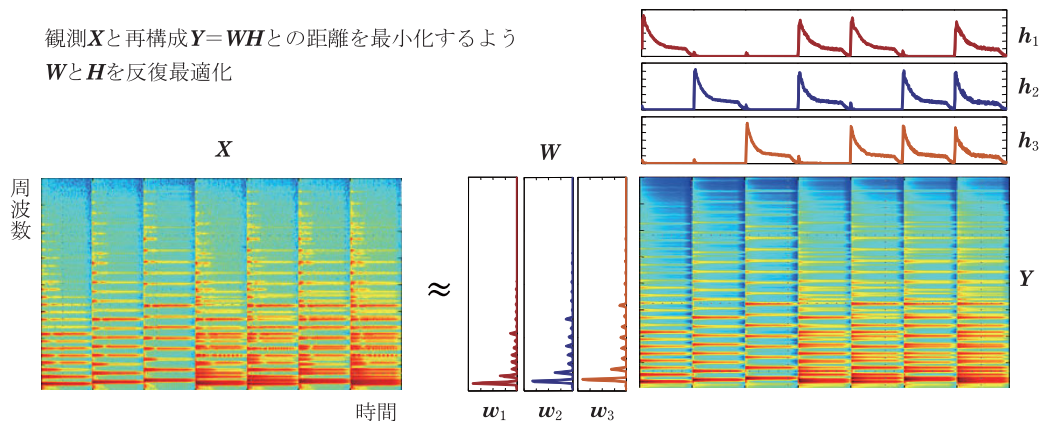 観測Xと再構成Y=WHとの距離を最小化するよう
WとHを反復最適化
h1
h2
h3
X
W
周波数
≈
Y
時間
w1
w2
w3